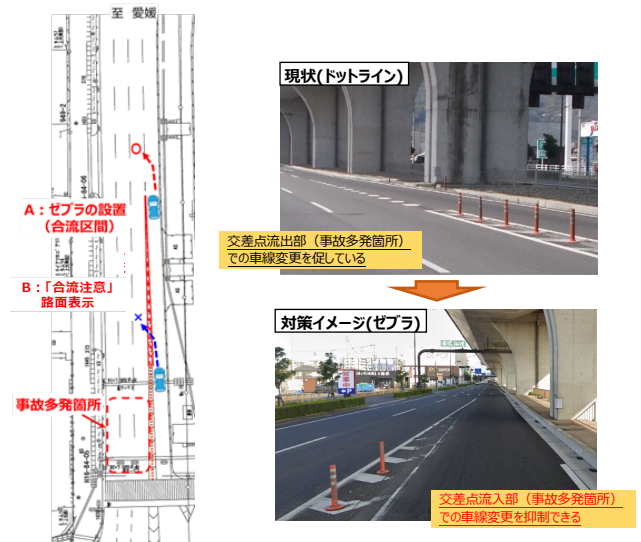 至 愛媛
A：ゼブラの設置
（合流区間）
B：「合流注意」
路面表示
事故多発箇所
現状(ドットライン)
交差点流出部（事故多発箇所）
での車線変更を促している
対策イメージ(ゼブラ)
交差点流入部（事故多発箇所）
での車線変更を抑制できる
949-2